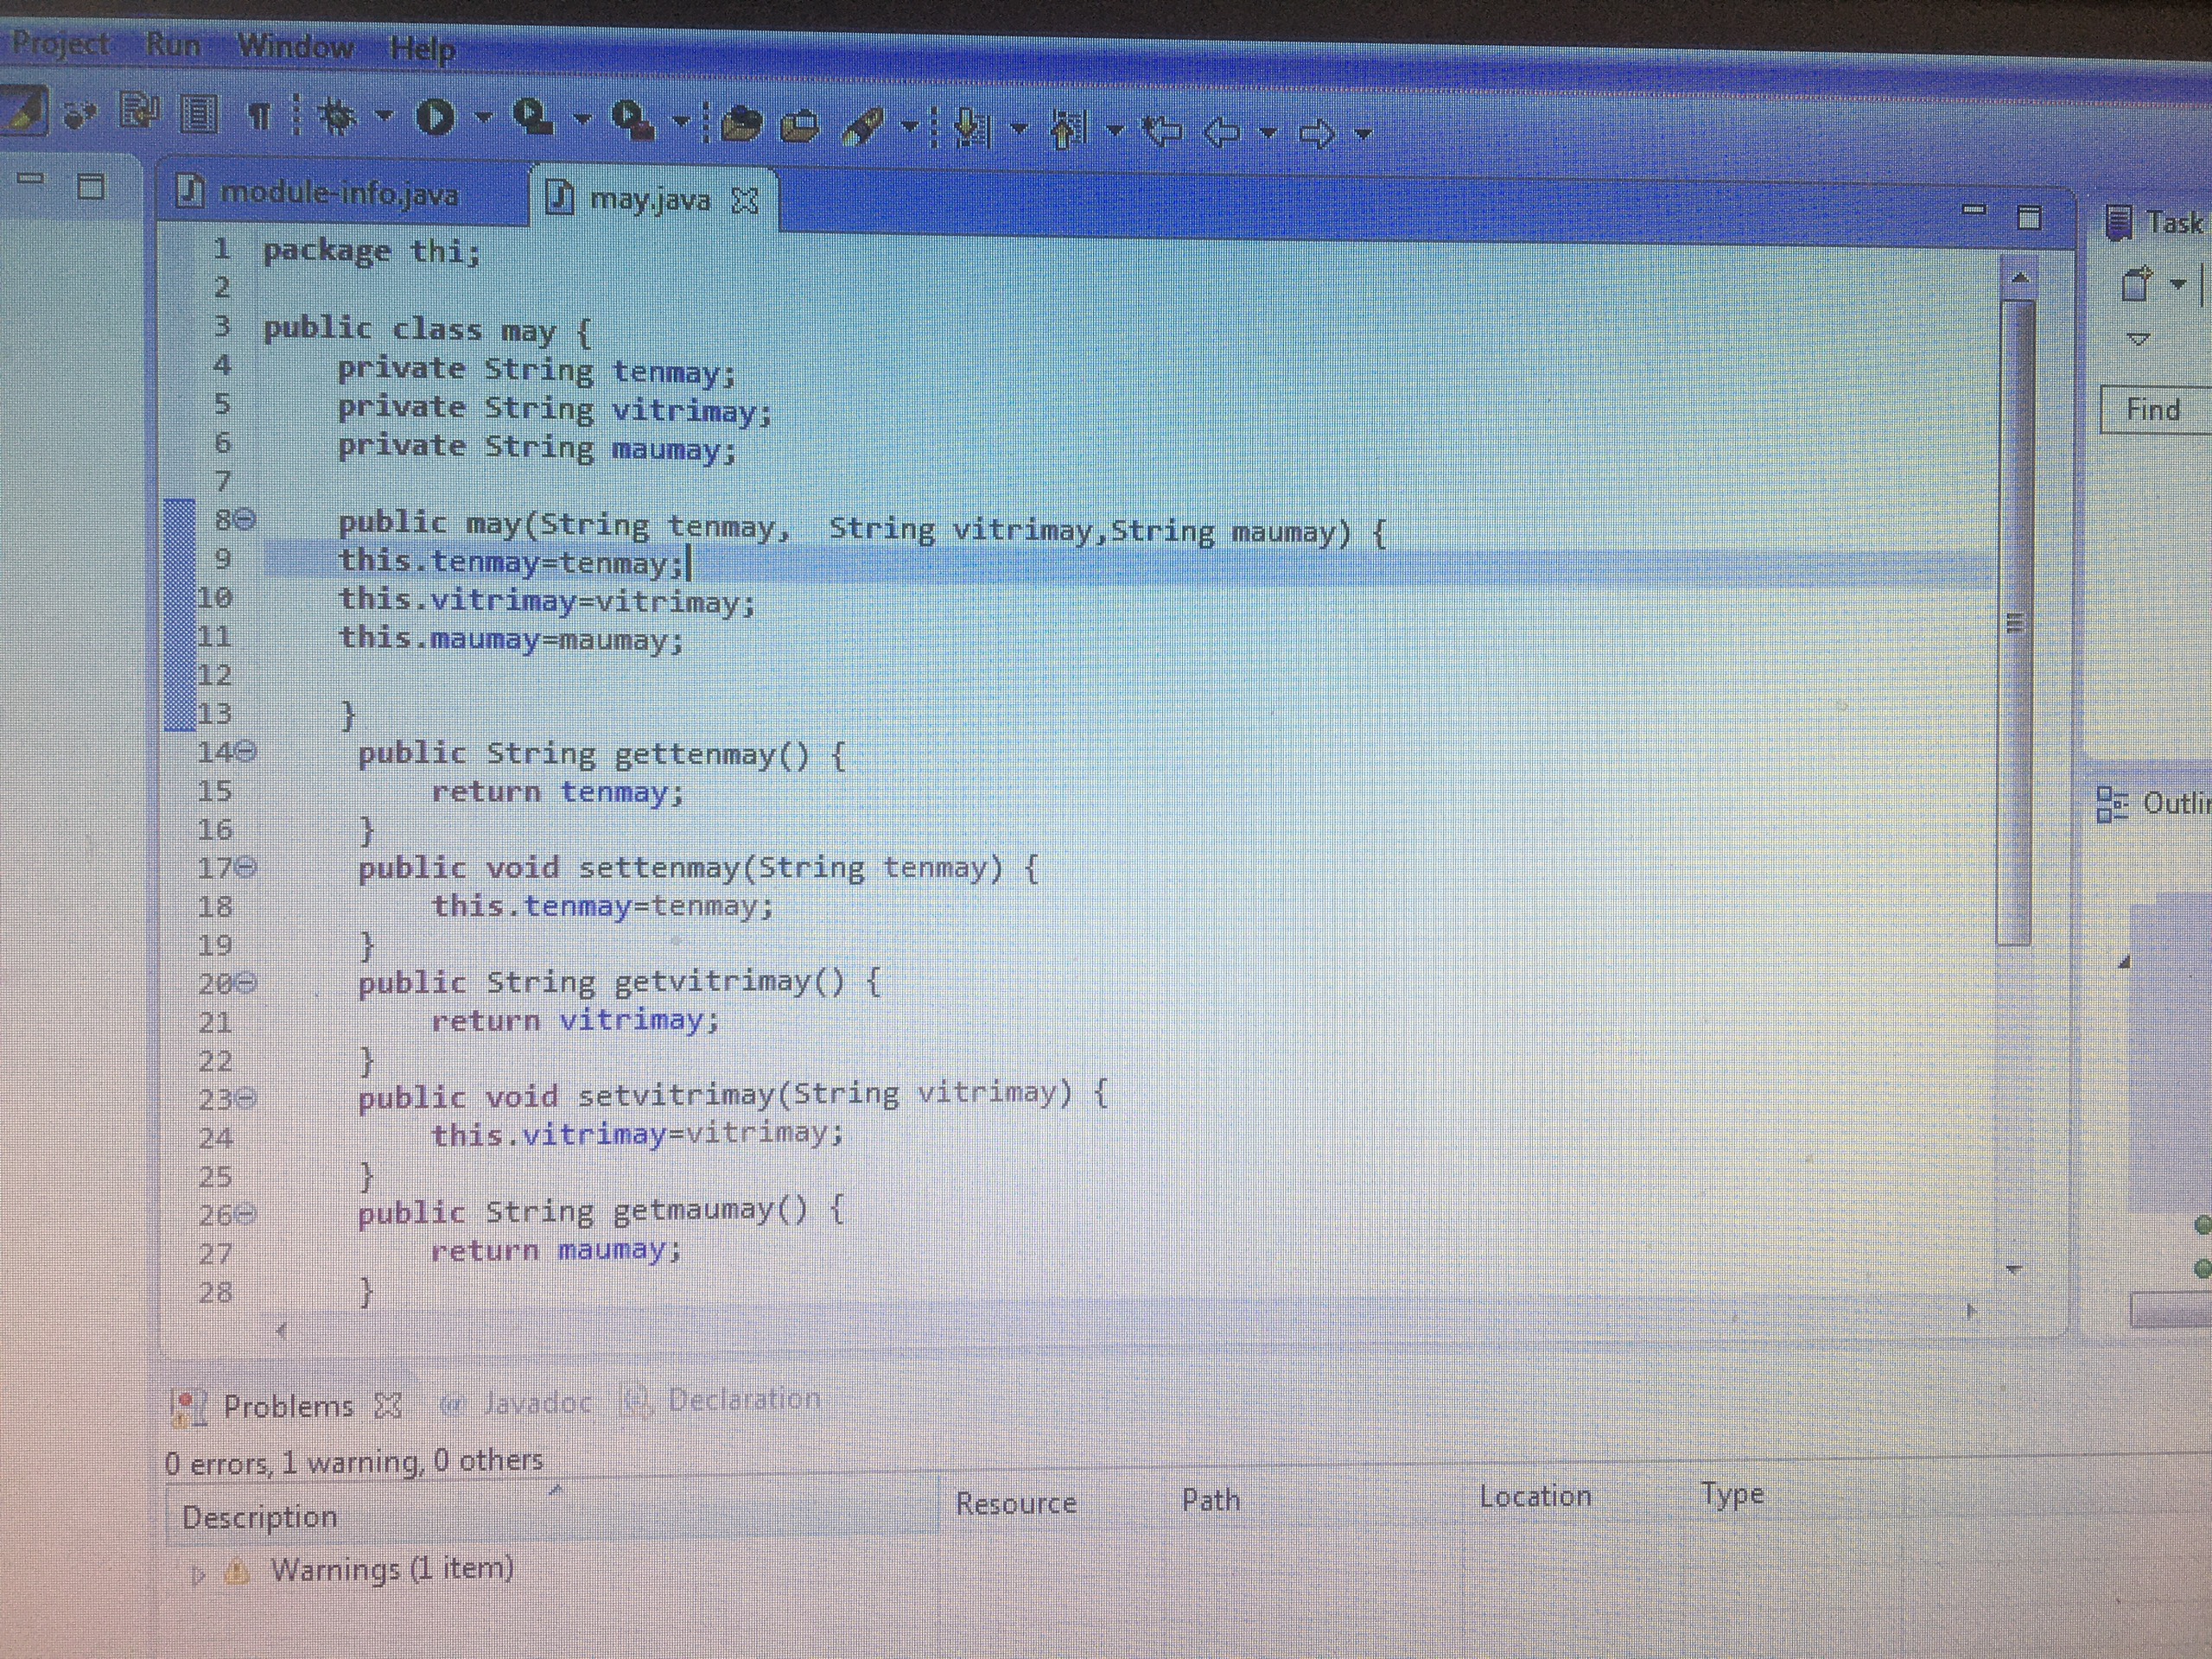 Project Run Window Help
module-info.java may.java
Task
Find
1 package thi;
2
3 public class may {
4 private String tenmay;
5 private String vitrimay;
6 private String maumay;
7
8 public may(String tenmay, String vitrimay,String maumay) {
9 this.tenmay=tenmay;
10 this.vitrimay=vitrimay;
11 this.maumay=maumay;
12
13 }
14 public String gettenmay() {
15 return tenmay;
16 }
17 public void settenmay(String tenmay) {
18 this.tenmay=tenmay;
19 }
20 public String getvitrimay() {
21 return vitrimay;
22 }
23 public void setvitrimay(String vitrimay) {
24 this.vitrimay=vitrimay;
25 }
26 public String getmaumay() {
27 return maumay;
28 }
Outli
Problems @ Javadoc Declaration
0 errors, 1 warning, 0 others
Description Resource Path Location Type
Warnings (1 item)